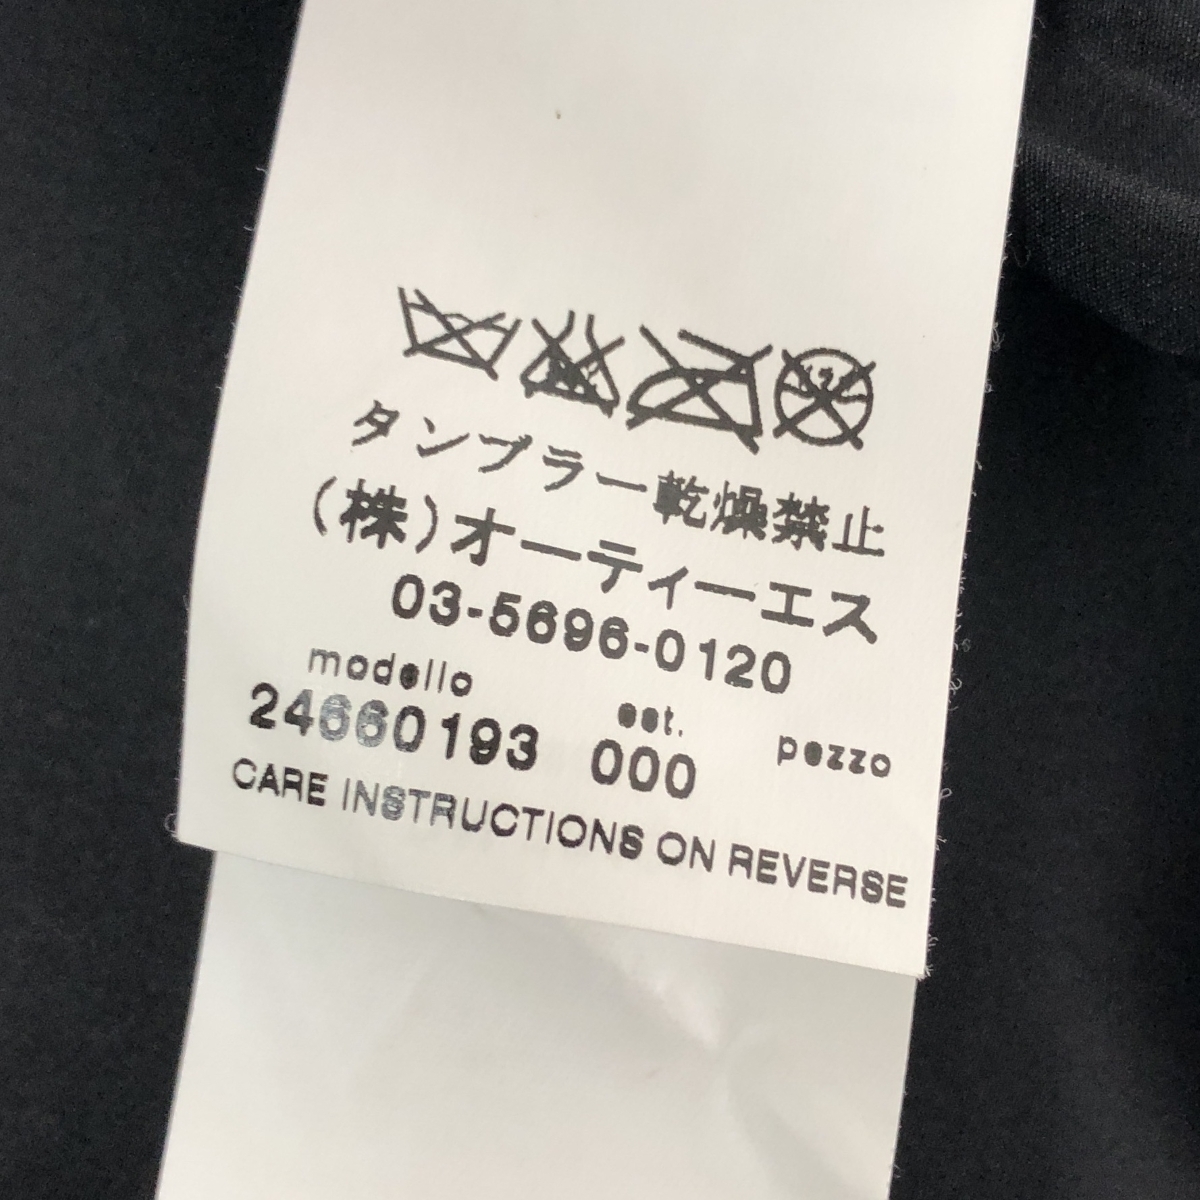 タンブラー乾燥禁止
(株)オーティーエス
03-5696-0120
modello est. pezzo
24660193 000
CARE INSTRUCTIONS ON REVERSE